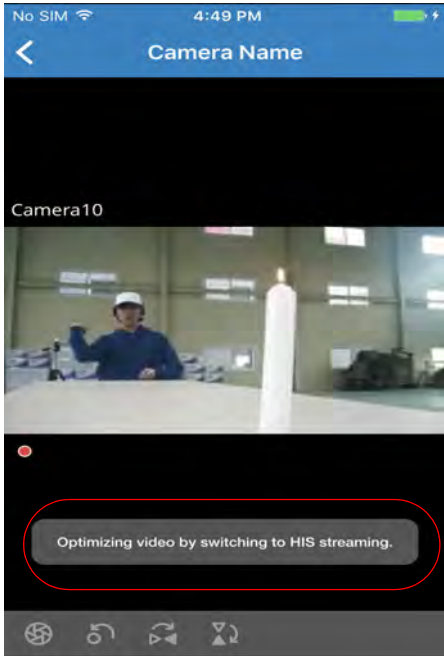 No SIM 4:49 PM
Camera Name
Camera10
Optimizing video by switching to HIS streaming.